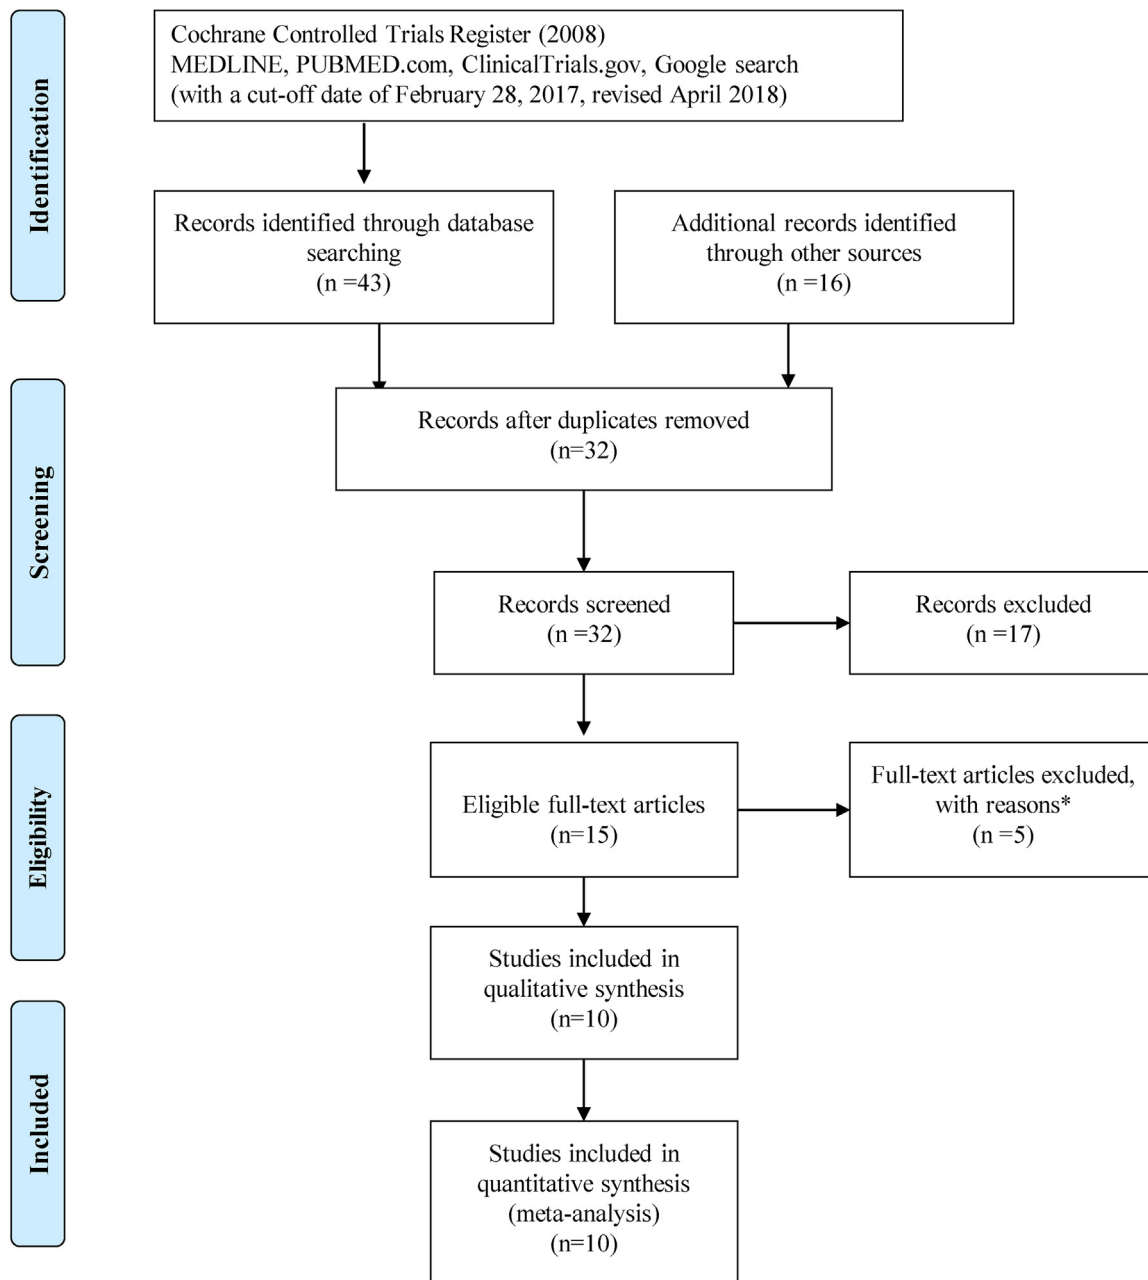 Identification
Cochrane Controlled Trials Register (2008)
MEDLINE, PUBMED.com, ClinicalTrials.gov, Google search
(with a cut-off date of February 28, 2017, revised April 2018)
Records identified through database
searching
(n =43)
Additional records identified
through other sources
(n =16)
Screening
Records after duplicates removed
(n=32)
Records screened
(n =32)
Records excluded
(n =17)
Eligibility
Eligible full-text articles
(n=15)
Full-text articles excluded,
with reasons*
(n =5)
Studies included in
qualitative synthesis
(n=10)
Included
Studies included in
quantitative synthesis
(meta-analysis)
(n=10)